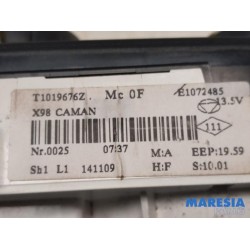 T1019676Z Mc 0F E1072485
X98 CAMAN 13.5V
111
Nr.0025 07:37 M:A EEP:19.59
Sb1 L1 141109 H:F S:10.01
MARESIA